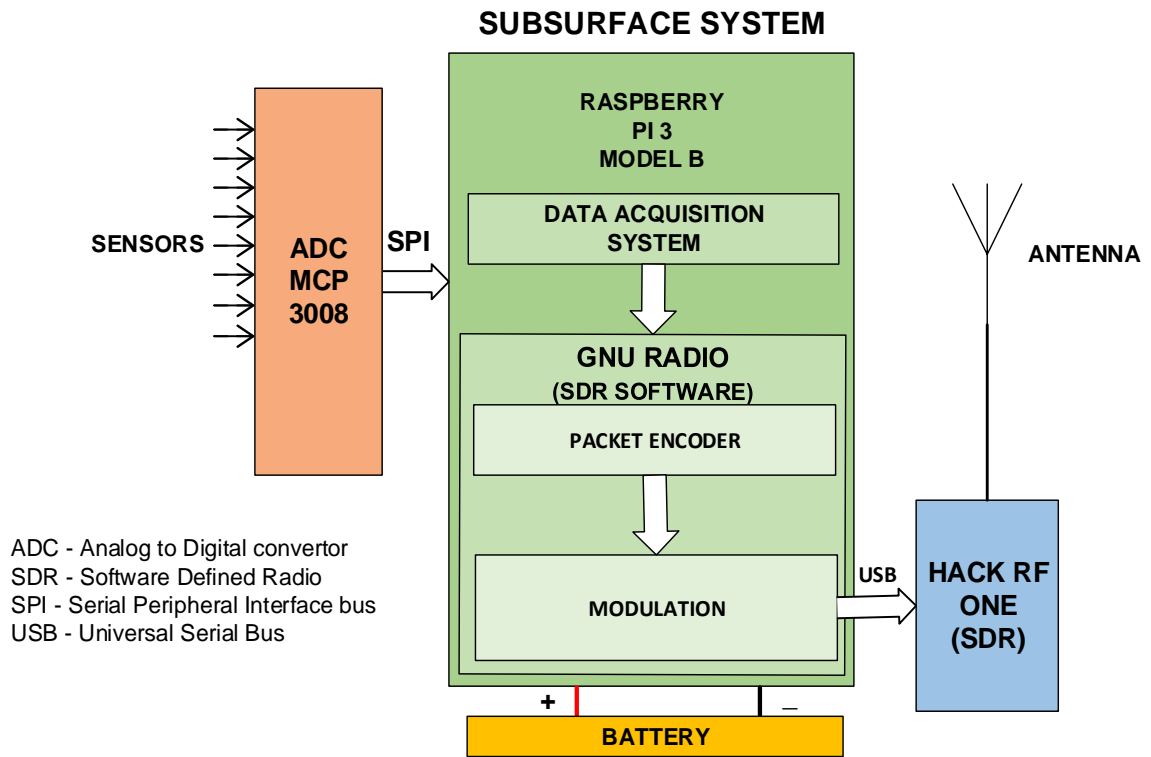 SUBSURFACE SYSTEM
RASPBERRY
PI 3
MODEL B
DATA ACQUISITION
SYSTEM
SENSORS
ADC
MCP
3008
SPI
ANTENNA
GNU RADIO
(SDR SOFTWARE)
PACKET ENCODER
MODULATION
USB
HACK RF
ONE
(SDR)
ADC - Analog to Digital convertor
SDR - Software Defined Radio
SPI - Serial Peripheral Interface bus
USB - Universal Serial Bus
+ _
BATTERY